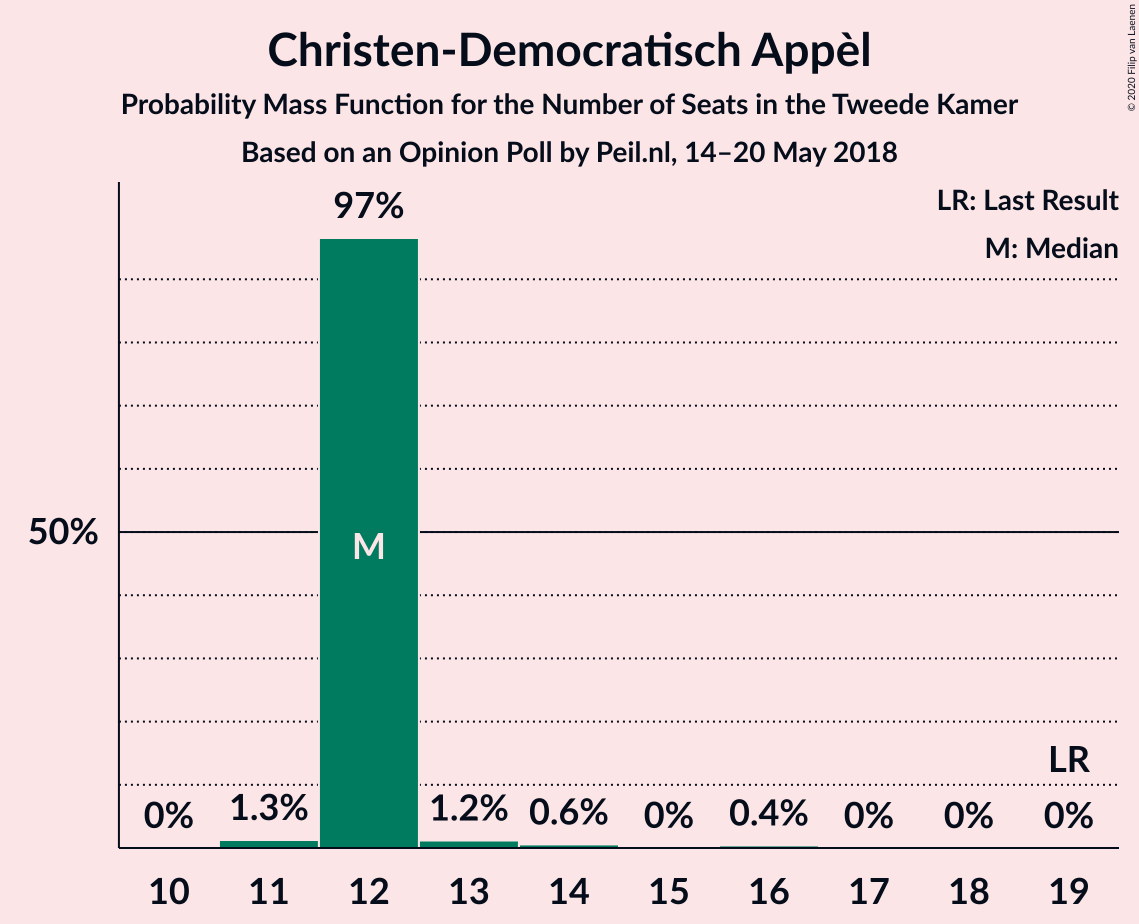 Christen-Democratisch Appèl
Probability Mass Function for the Number of Seats in the Tweede Kamer
Based on an Opinion Poll by Peil.nl, 14–20 May 2018
© 2020 Filip van Laenen
LR: Last Result
M: Median
97%
50%
M
LR
0%
1.3%
1.2%
0.6%
0%
0.4%
0%
0%
0%
10
11
12
13
14
15
16
17
18
19